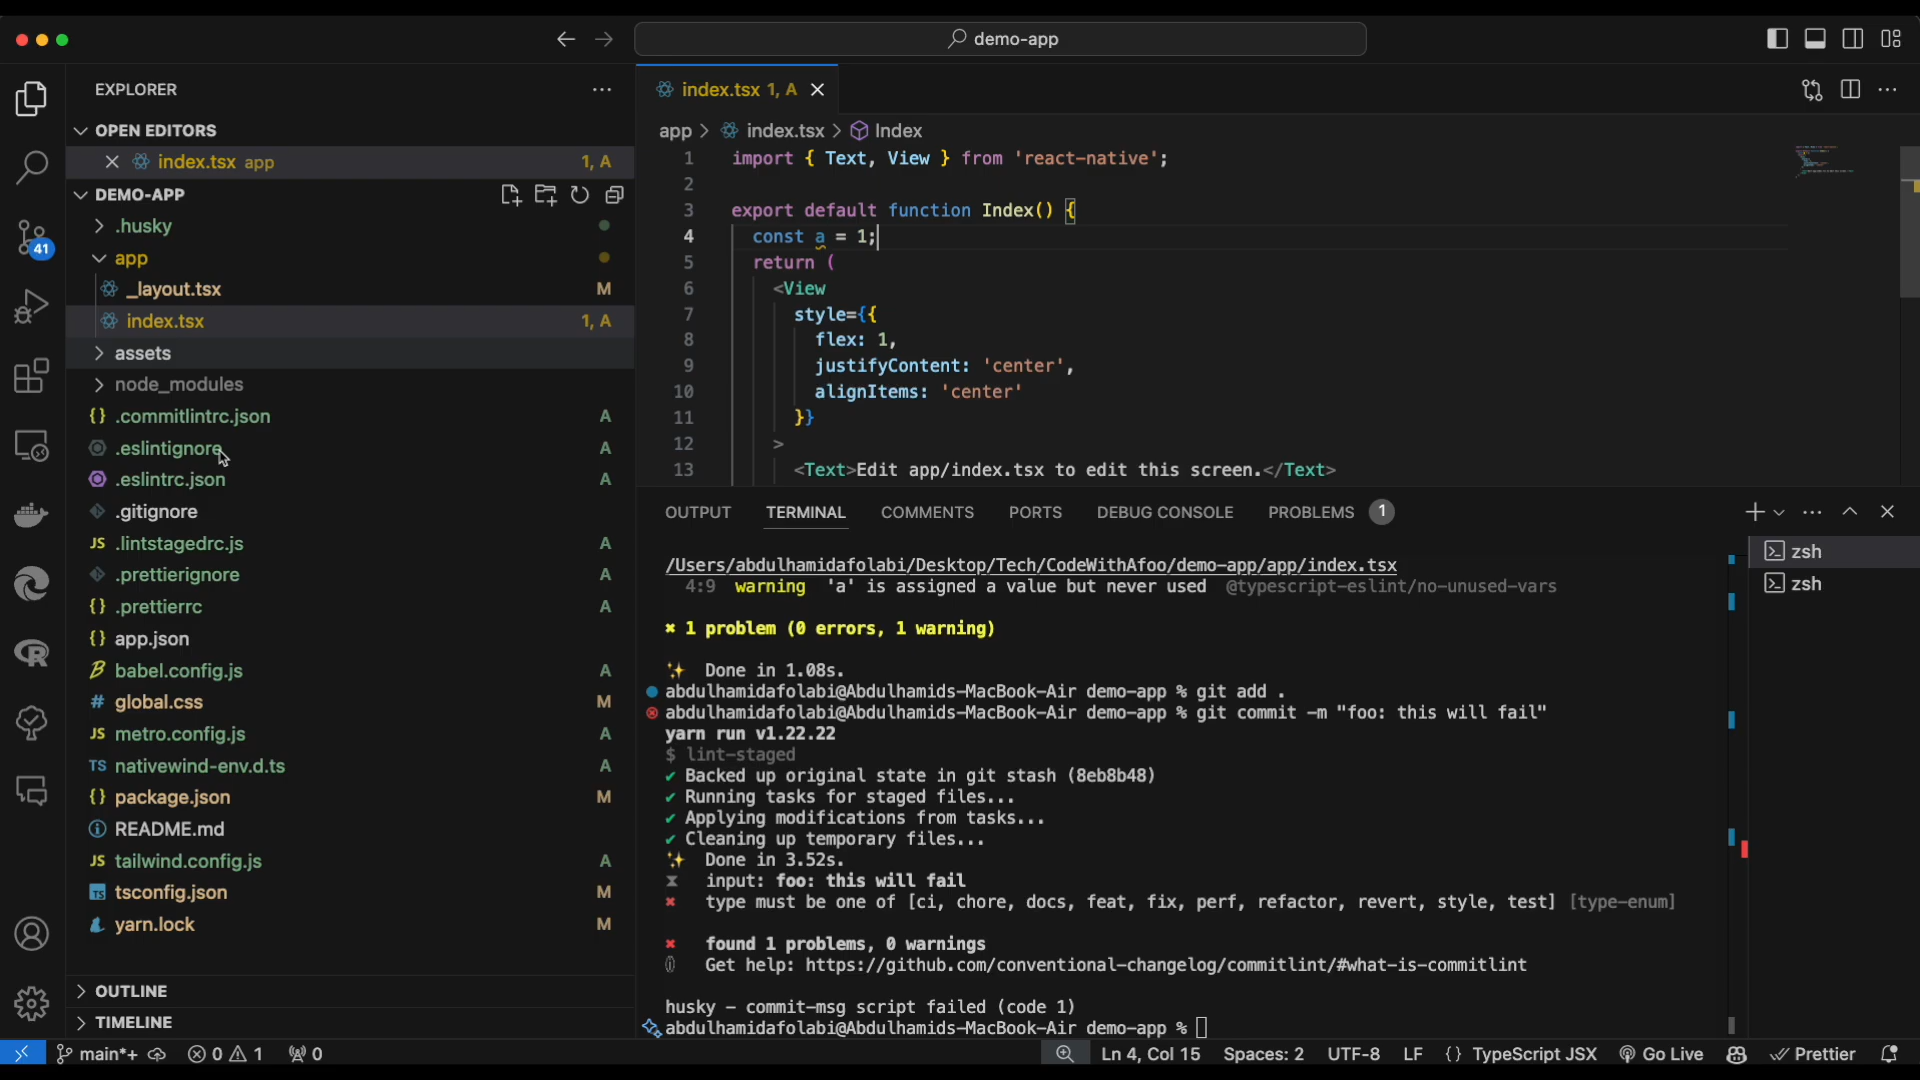 demo-app
EXPLORER
OPEN EDITORS
index.tsx app 1, A
DEMO-APP
.husky
app
_layout.tsx M
index.tsx 1, A
assets
node_modules
{} .commitlintrc.json A
.eslintignore A
.eslintrc.json A
.gitignore
JS .lintstagedrc.js A
.prettierignore A
{} .prettierrc A
{} app.json
babel.config.js A
# global.css M
JS metro.config.js A
TS nativewind-env.d.ts A
{} package.json M
README.md
JS tailwind.config.js A
TS tsconfig.json M
yarn.lock M
OUTLINE
TIMELINE
41
index.tsx 1, A
app > index.tsx > Index
1 import { Text, View } from 'react-native';
2
3 export default function Index() {
4 const a = 1;
5 return (
6 <View
7 style={{
8 flex: 1,
9 justifyContent: 'center',
10 alignItems: 'center'
11 }}
12 >
13 <Text>Edit app/index.tsx to edit this screen.</Text>
OUTPUT TERMINAL COMMENTS PORTS DEBUG CONSOLE PROBLEMS 1
zsh
zsh
/Users/abdulhamidafolabi/Desktop/Tech/CodeWithAfoo/demo-app/app/index.tsx
4:9 warning 'a' is assigned a value but never used @typescript-eslint/no-unused-vars
✖ 1 problem (0 errors, 1 warning)
✨ Done in 1.08s.
abdulhamidafolabi@Abdulhamids-MacBook-Air demo-app % git add .
abdulhamidafolabi@Abdulhamids-MacBook-Air demo-app % git commit -m "foo: this will fail"
yarn run v1.22.22
$ lint-staged
✔ Backed up original state in git stash (8eb8b48)
✔ Running tasks for staged files...
✔ Applying modifications from tasks...
✔ Cleaning up temporary files...
✨ Done in 3.52s.
⧗ input: foo: this will fail
✖ type must be one of [ci, chore, docs, feat, fix, perf, refactor, revert, style, test] [type-enum]
✖ found 1 problems, 0 warnings
ⓘ Get help: https://github.com/conventional-changelog/commitlint/#what-is-commitlint
husky - commit-msg script failed (code 1)
abdulhamidafolabi@Abdulhamids-MacBook-Air demo-app %
main*+ 0 1 0 Ln 4, Col 15 Spaces: 2 UTF-8 LF {} TypeScript JSX Go Live Prettier